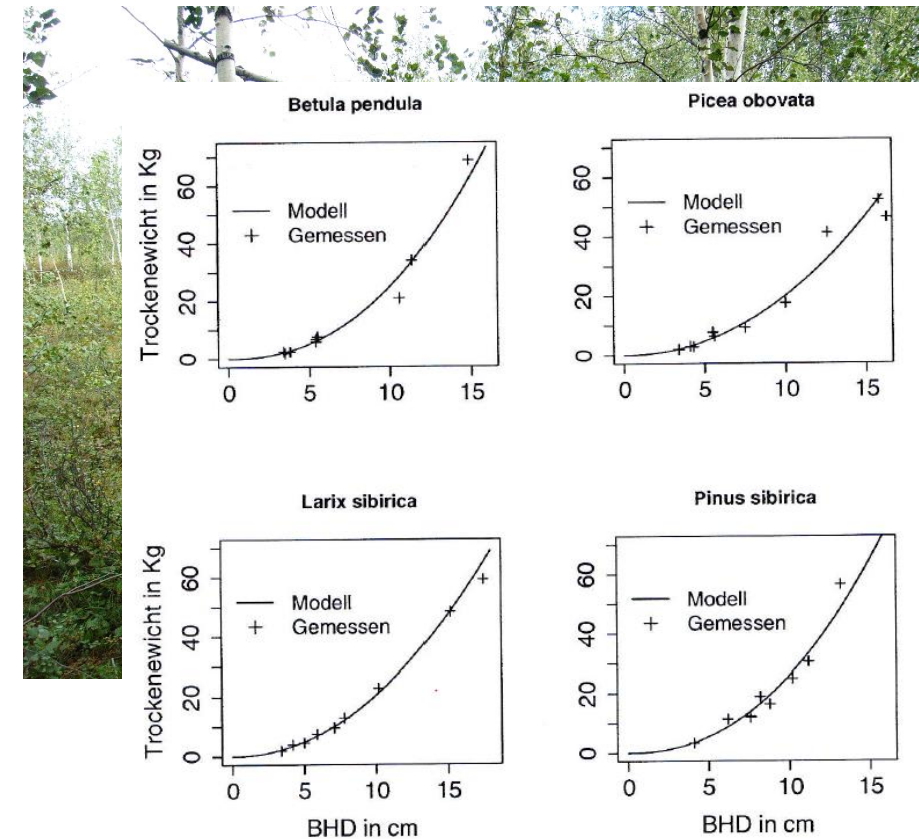 Betula pendula
Trockenewicht in Kg
60
40
20
0
Modell
Gemessen
0 5 10 15
Picea obovata
60
40
20
0
Modell
Gemessen
0 5 10 15
Larix sibirica
Trockenewicht in Kg
60
40
20
0
Modell
Gemessen
0 5 10 15
BHD in cm
Pinus sibirica
60
40
20
0
Modell
Gemessen
0 5 10 15
BHD in cm